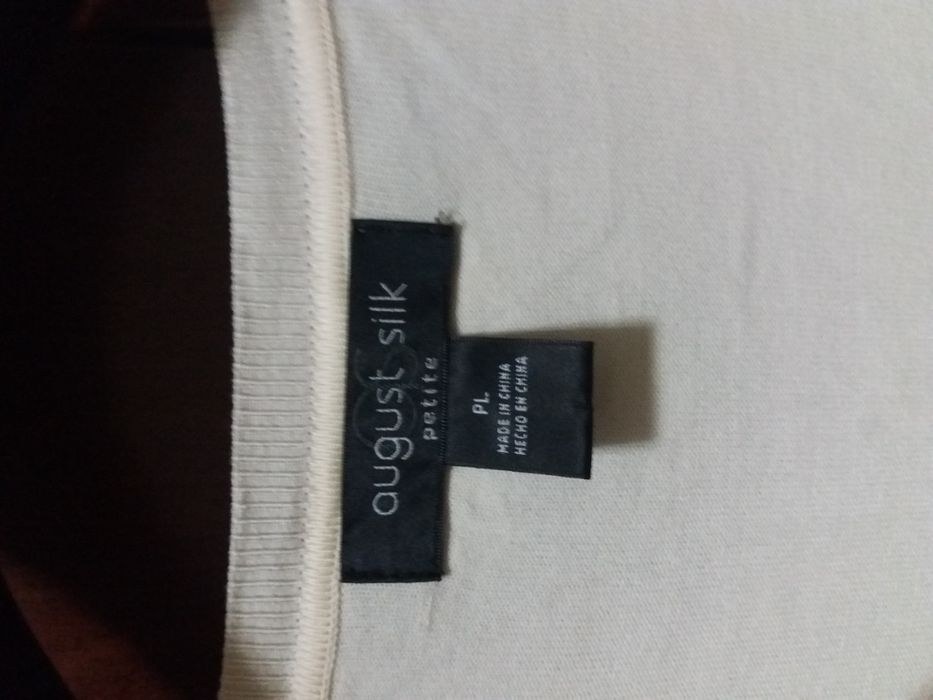 august silk
petite
PL
MADE IN CHINA
HECHO EN CHINA